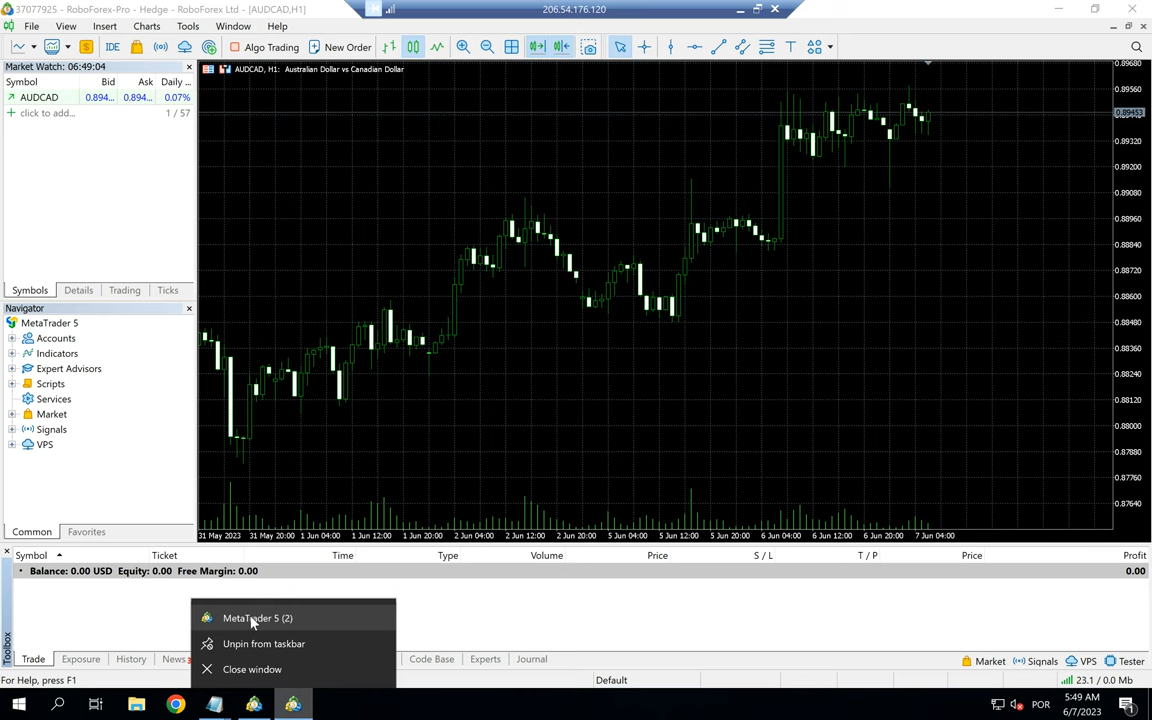 37077925 - RoboForex-Pro - Hedge - RoboForex Ltd - [AUDCAD,H1]
206.54.176.120
File View Insert Charts Tools Window Help
IDE Algo Trading New Order
Market Watch: 06:49:04
Symbol Bid Ask Daily ...
AUDCAD 0.894... 0.894... 0.07%
click to add... 1 / 57
Symbols Details Trading Ticks
AUDCAD, H1: Australian Dollar vs Canadian Dollar
0.89680
0.89560
0.89453
0.89320
0.89200
0.89080
0.88960
0.88840
0.88720
0.88600
0.88480
0.88360
0.88240
0.88120
0.88000
0.87880
0.87760
0.87640
31 May 2023 31 May 20:00 1 Jun 04:00 1 Jun 12:00 1 Jun 20:00 2 Jun 04:00 2 Jun 12:00 2 Jun 20:00 5 Jun 04:00 5 Jun 12:00 5 Jun 20:00 6 Jun 04:00 6 Jun 12:00 6 Jun 20:00 7 Jun 04:00
Navigator
MetaTrader 5
Accounts
Indicators
Expert Advisors
Scripts
Services
Market
Signals
VPS
Common Favorites
Symbol Ticket Time Type Volume Price S / L T / P Price Profit
Balance: 0.00 USD Equity: 0.00 Free Margin: 0.00 0.00
MetaTrader 5 (2)
Unpin from taskbar
Close window
Toolbox
Trade Exposure History News Code Base Experts Journal
Market Signals VPS Tester
For Help, press F1 Default 23.1 / 0.0 Mb
POR
5:49 AM
6/7/2023
1